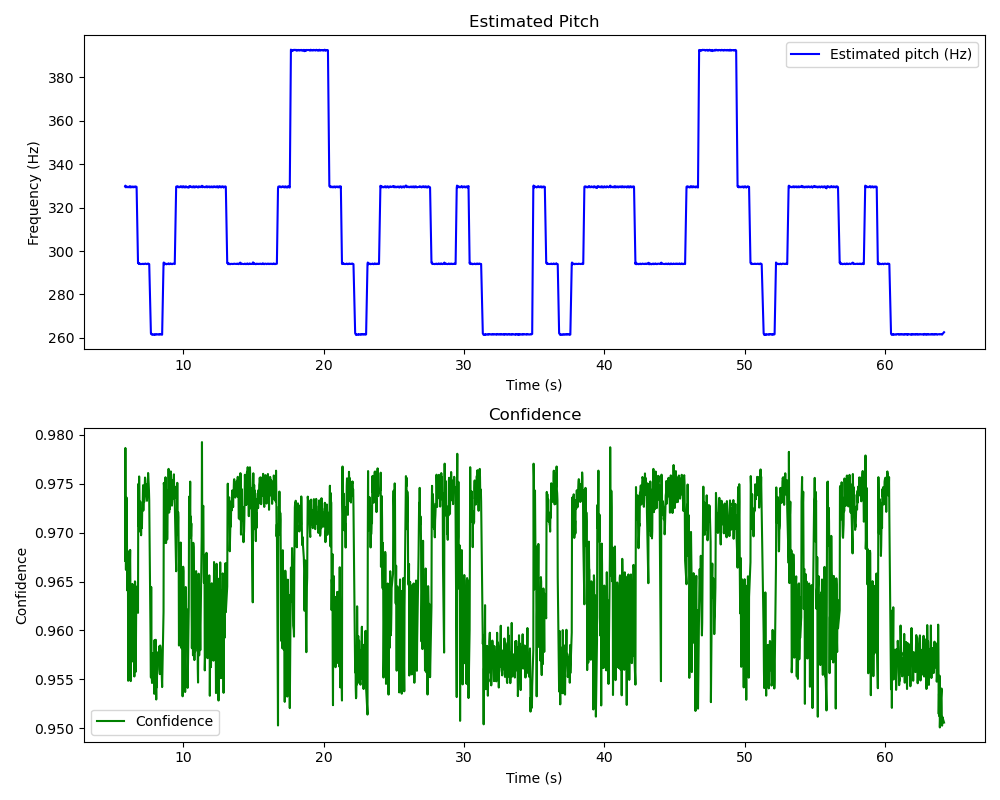 Estimated Pitch
Estimated pitch (Hz)
Frequency (Hz)
380
360
340
320
300
280
260
10 20 30 40 50 60
Time (s)
Confidence
Confidence
0.980
0.975
0.970
0.965
0.960
0.955
0.950
Confidence
10 20 30 40 50 60
Time (s)